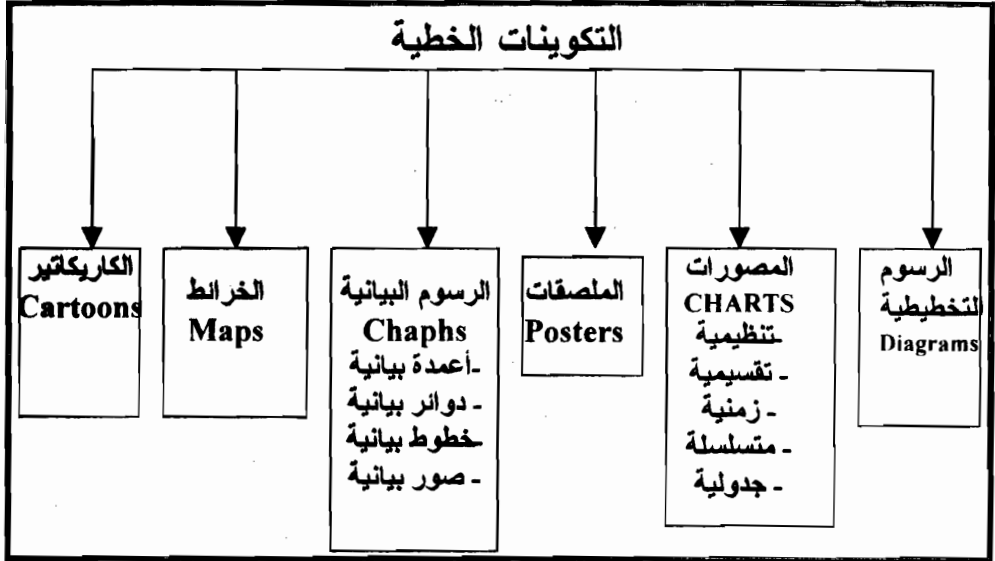 التكوينات الخطية
الرسوم
التخطيطية
Diagrams
المصورات
CHARTS
-تنظيمية
- تقسيمية
- زمنية
- متسلسلة
- جدولية
الملصقات
Posters
الرسوم البيانية
Chaphs
-أعمدة بيانية
- دوائر بيانية
-خطوط بيانية
- صور بيانية
الخرائط
Maps
الكاريكاتير
Cartoons